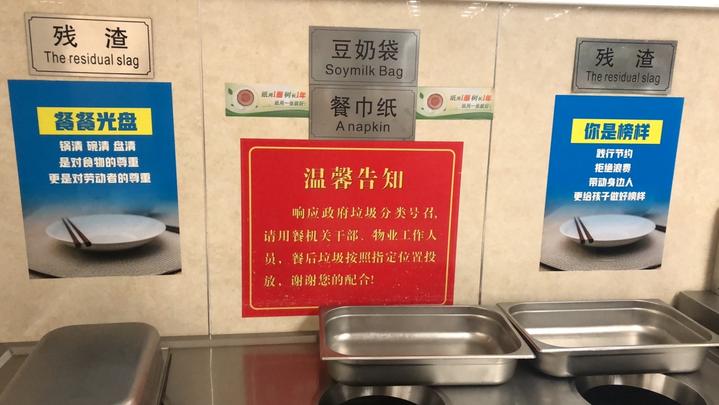 残渣
The residual slag
豆奶袋
Soymilk Bag
餐巾纸
A napkin
残渣
The residual slag
餐餐光盘
锅清 碗清 盘清
是对食物的尊重
更是对劳动者的尊重
温馨告知
响应政府垃圾分类号召,
请用餐机关干部、物业工作人
员,餐后垃圾按照指定位置投
放,谢谢您的配合!
你是榜样
践行节约
拒绝浪费
带动身边人
更给孩子做好榜样